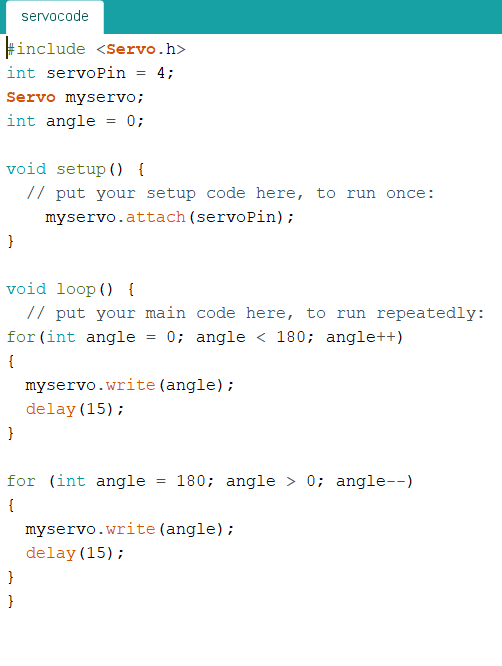 servocode
#include <Servo.h>
int servoPin = 4;
Servo myservo;
int angle = 0;
void setup() {
// put your setup code here, to run once:
myservo.attach(servoPin);
}
void loop() {
// put your main code here, to run repeatedly:
for(int angle = 0; angle < 180; angle++)
{
myservo.write(angle);
delay(15);
}
for (int angle = 180; angle > 0; angle--)
{
myservo.write(angle);
delay(15);
}
}